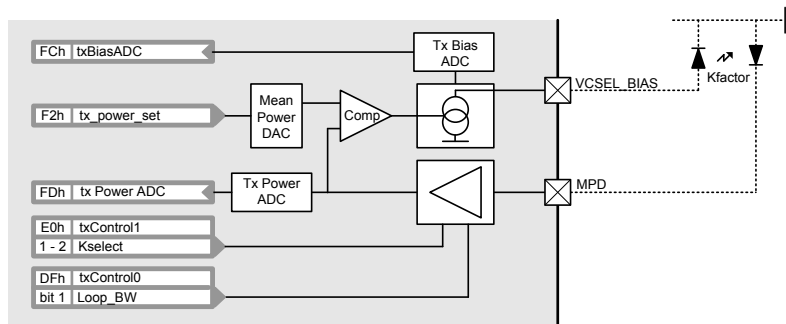 FCh txBiasADC
Tx Bias
ADC
VCSEL_BIAS
Kfactor
F2h tx_power_set
Mean
Power
DAC
Comp
FDh tx Power ADC
Tx Power
ADC
MPD
E0h txControl1
1 - 2 Kselect
DFh txControl0
bit 1 Loop_BW